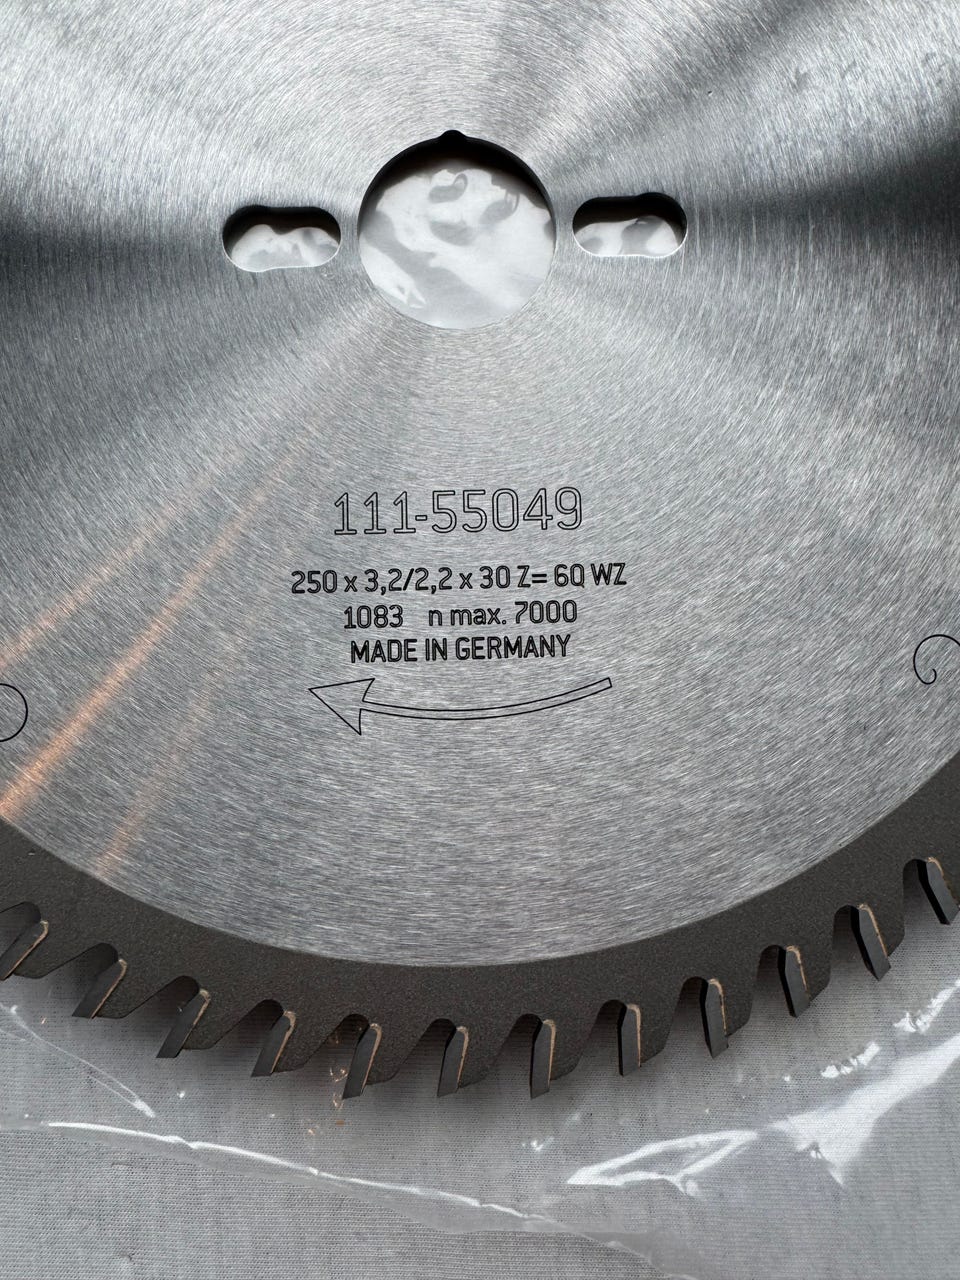 111-55049
250 x 3,2/2,2 x 30 Z= 60 WZ
1083 n max. 7000
MADE IN GERMANY